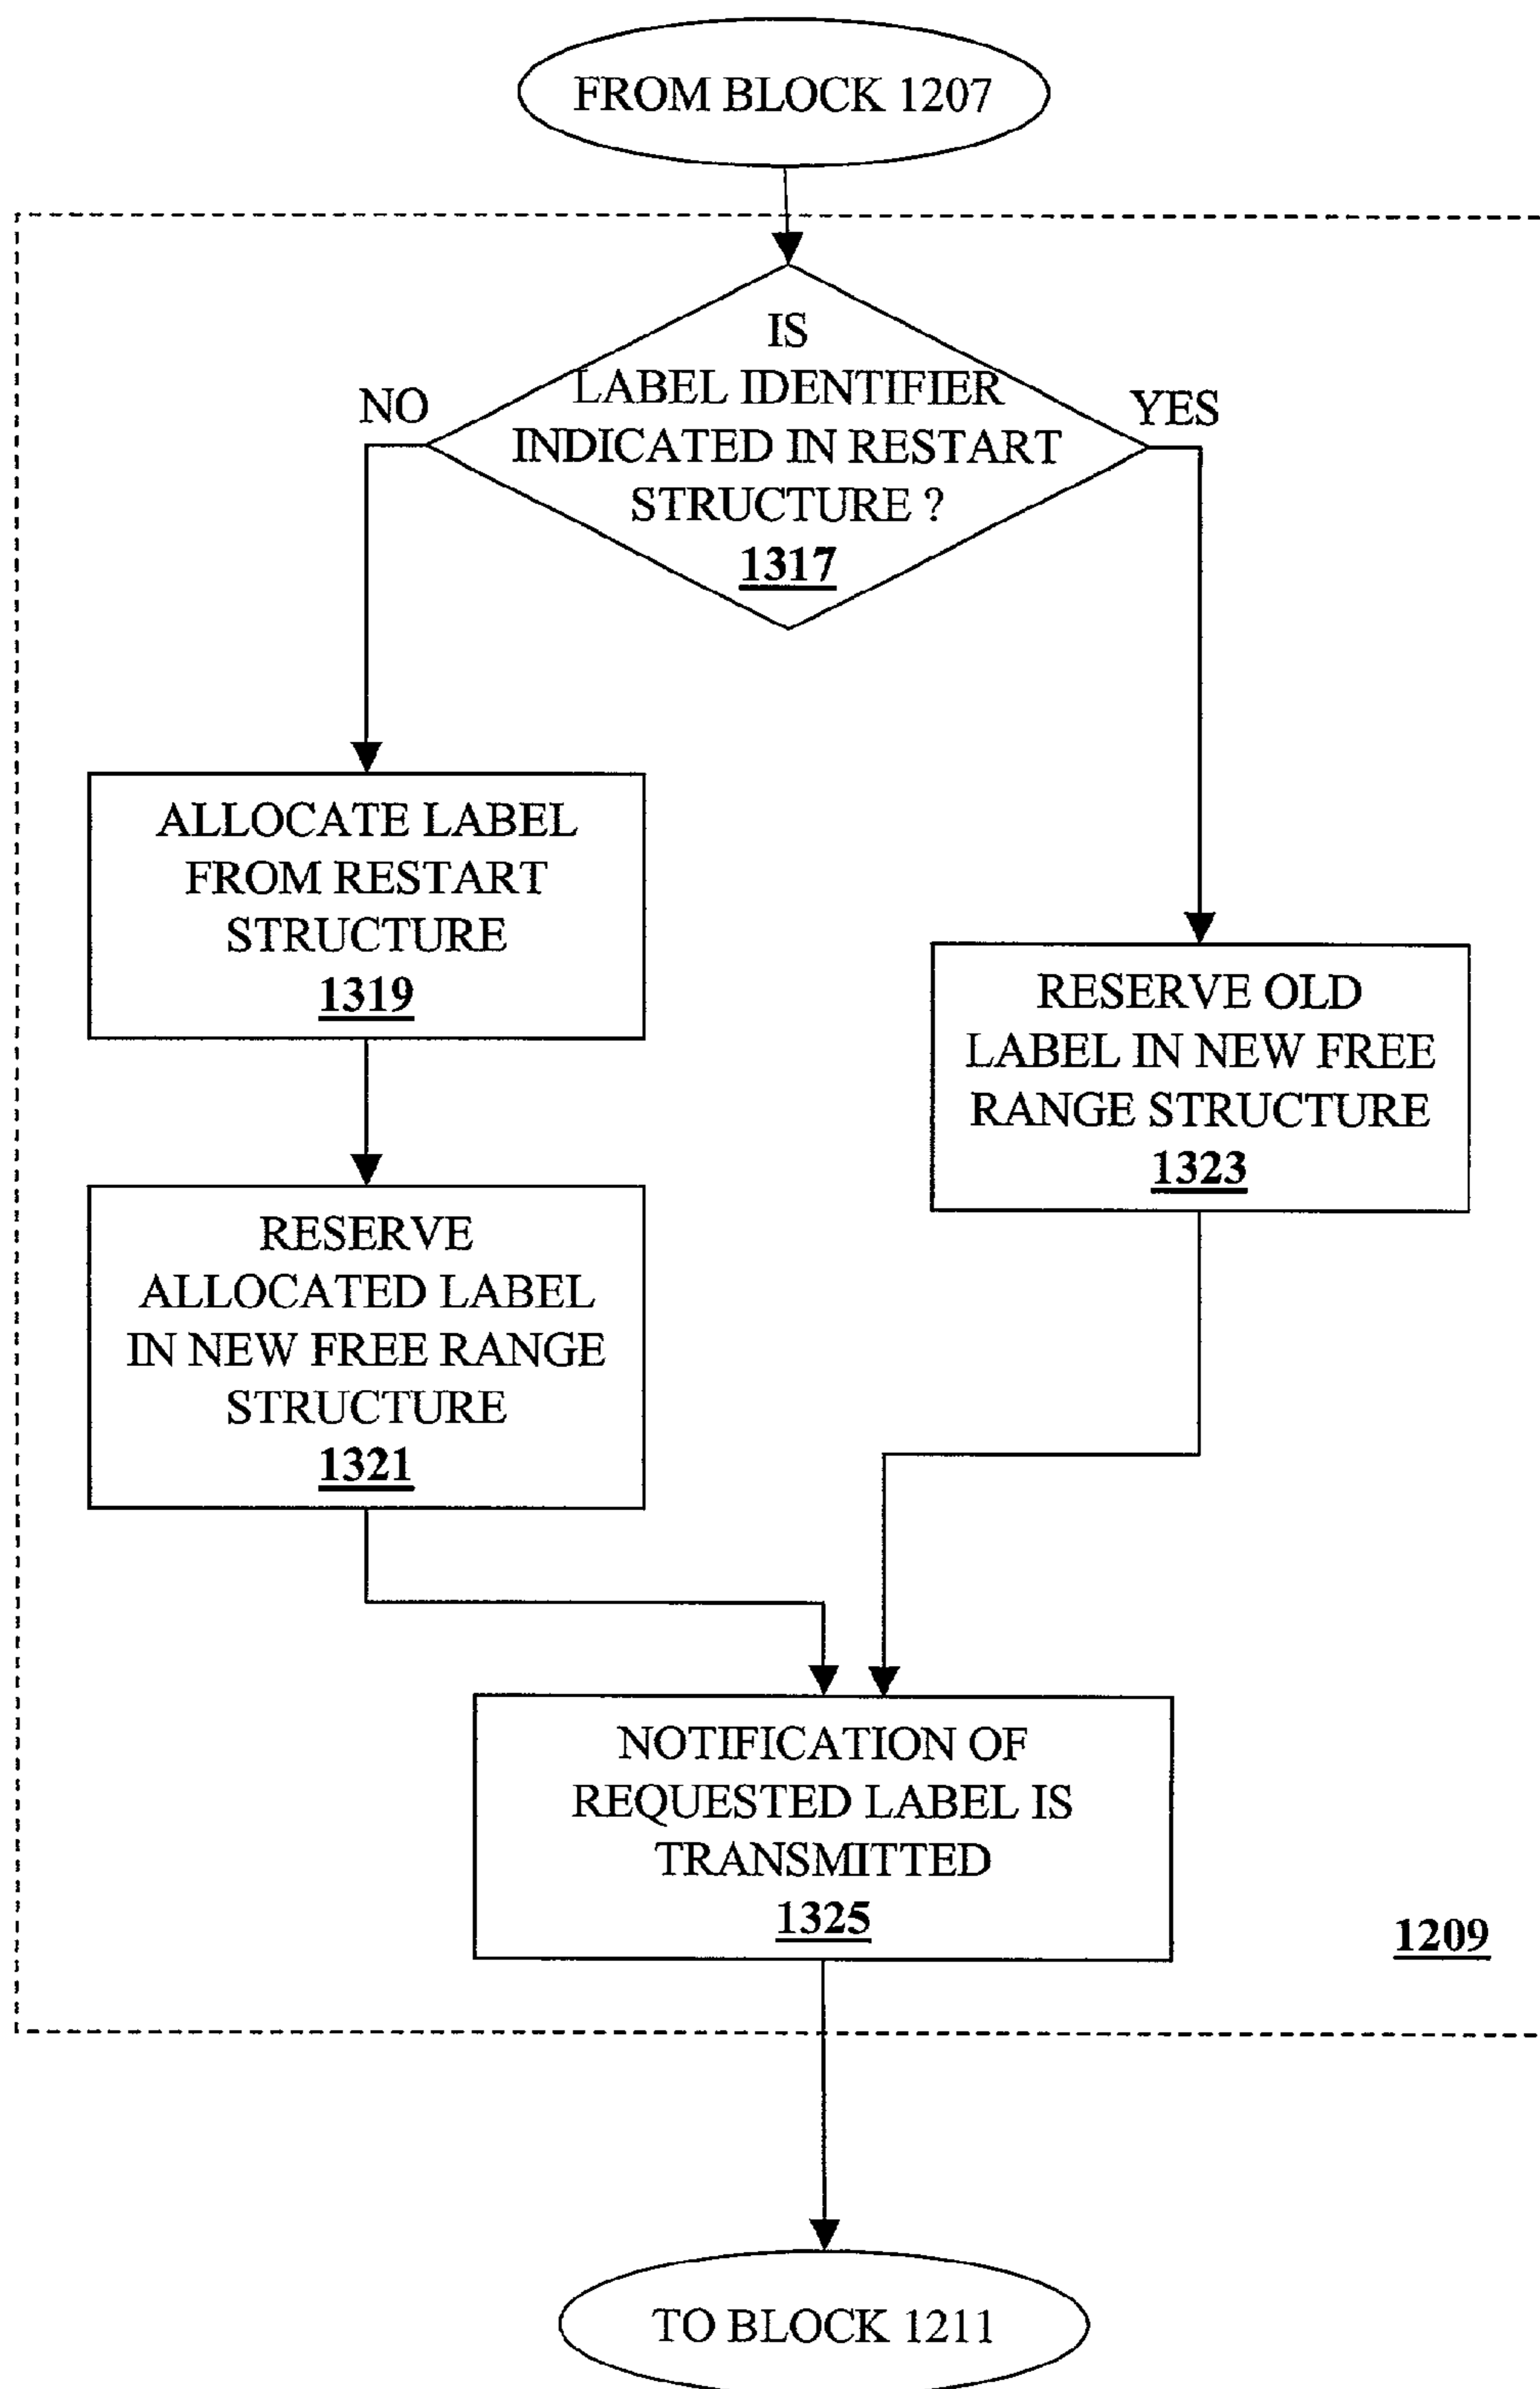 FROM BLOCK 1207
IS
LABEL IDENTIFIER
INDICATED IN RESTART
STRUCTURE ?
1317
NO
YES
ALLOCATE LABEL
FROM RESTART
STRUCTURE
1319
RESERVE OLD
LABEL IN NEW FREE
RANGE STRUCTURE
1323
RESERVE
ALLOCATED LABEL
IN NEW FREE RANGE
STRUCTURE
1321
NOTIFICATION OF
REQUESTED LABEL IS
TRANSMITTED
1325
1209
TO BLOCK 1211